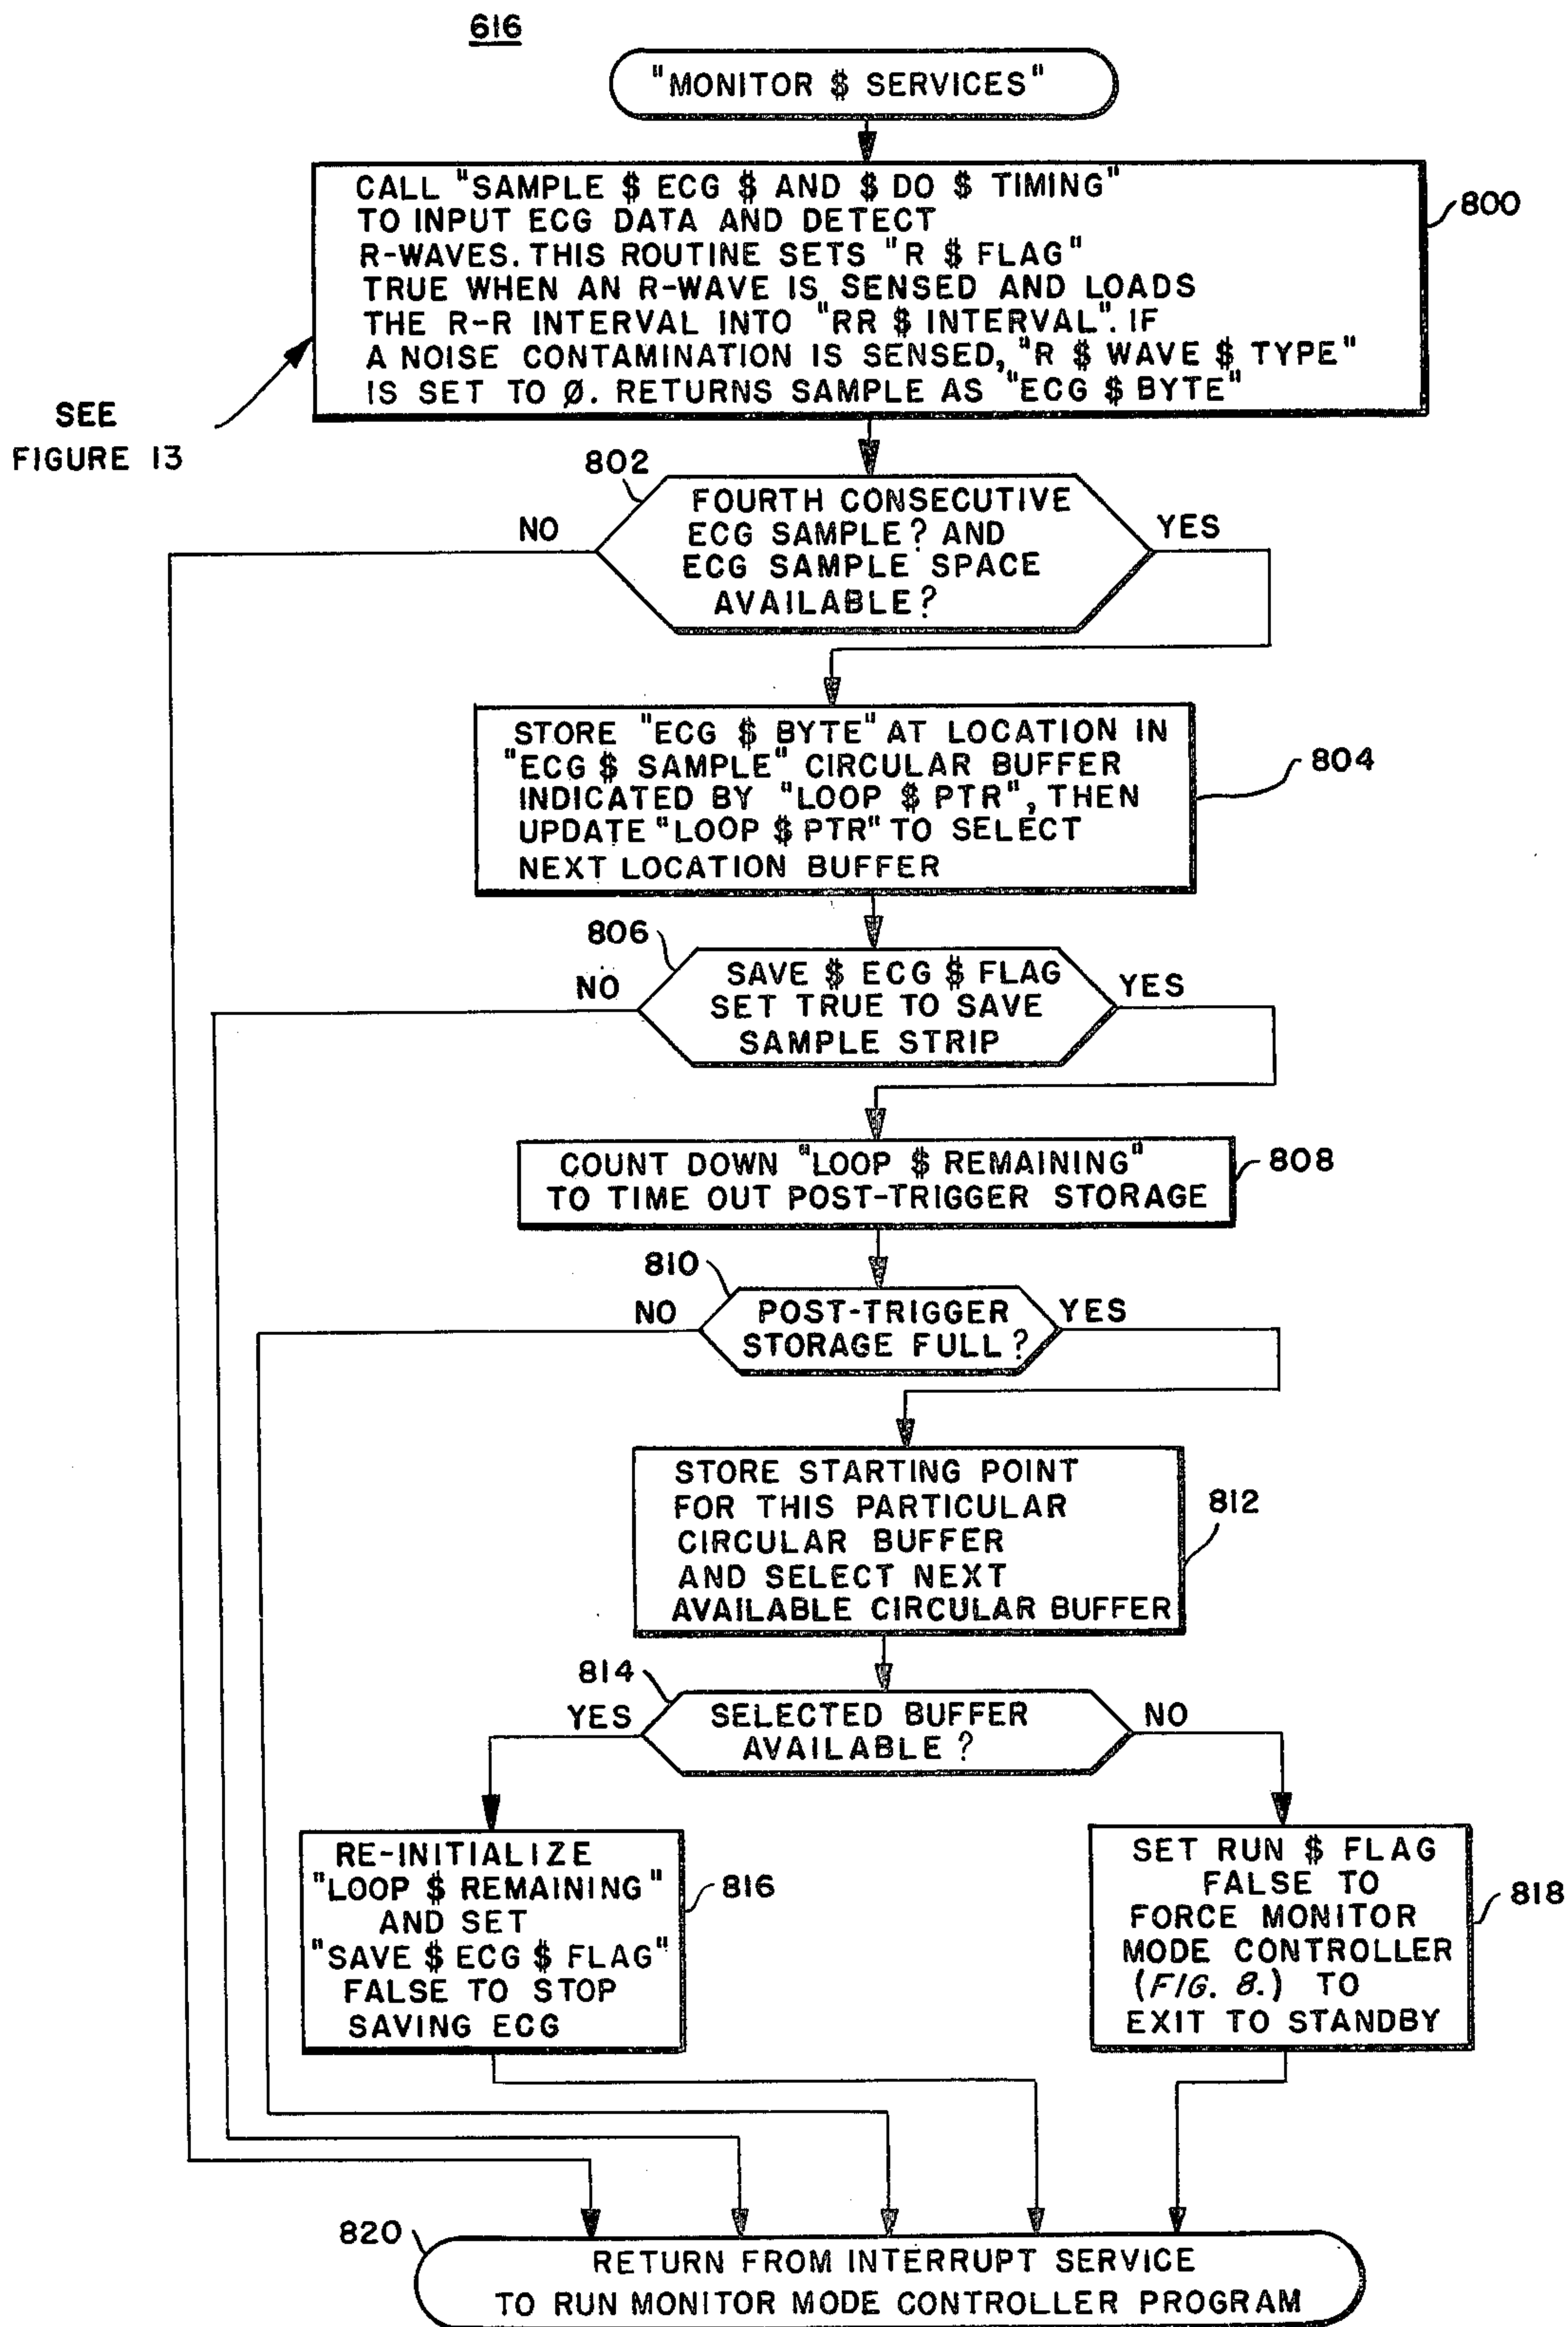 616
"MONITOR $ SERVICES"
CALL "SAMPLE $ ECG $ AND $ DO $ TIMING"
TO INPUT ECG DATA AND DETECT
R-WAVES. THIS ROUTINE SETS "R $ FLAG"
TRUE WHEN AN R-WAVE IS SENSED AND LOADS
THE R-R INTERVAL INTO "RR $ INTERVAL". IF
A NOISE CONTAMINATION IS SENSED, "R $ WAVE $ TYPE"
IS SET TO Ø. RETURNS SAMPLE AS "ECG $ BYTE"
800
SEE
FIGURE 13
802
NO
FOURTH CONSECUTIVE
ECG SAMPLE? AND
ECG SAMPLE SPACE
AVAILABLE?
YES
STORE "ECG $ BYTE" AT LOCATION IN
"ECG $ SAMPLE" CIRCULAR BUFFER
INDICATED BY "LOOP $ PTR", THEN
UPDATE "LOOP $ PTR" TO SELECT
NEXT LOCATION BUFFER
804
806
NO
SAVE $ ECG $ FLAG
SET TRUE TO SAVE
SAMPLE STRIP
YES
COUNT DOWN "LOOP $ REMAINING"
TO TIME OUT POST-TRIGGER STORAGE
808
810
NO
POST-TRIGGER
STORAGE FULL?
YES
STORE STARTING POINT
FOR THIS PARTICULAR
CIRCULAR BUFFER
AND SELECT NEXT
AVAILABLE CIRCULAR BUFFER
812
814
YES
SELECTED BUFFER
AVAILABLE?
NO
RE-INITIALIZE
"LOOP $ REMAINING"
AND SET
"SAVE $ ECG $ FLAG"
FALSE TO STOP
SAVING ECG
816
SET RUN $ FLAG
FALSE TO
FORCE MONITOR
MODE CONTROLLER
(FIG. 8.) TO
EXIT TO STANDBY
818
820
RETURN FROM INTERRUPT SERVICE
TO RUN MONITOR MODE CONTROLLER PROGRAM